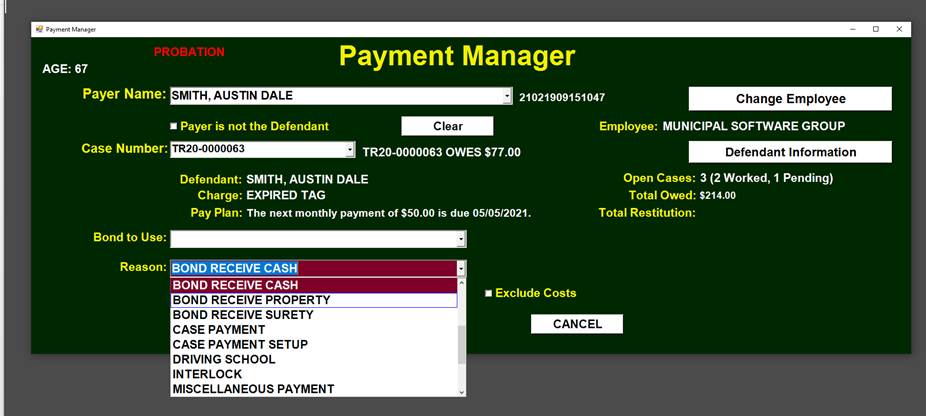 Payment Manager
PROBATION
Payment Manager
AGE: 67
Payer Name: SMITH, AUSTIN DALE 21021909151047 Change Employee
Payer is not the Defendant Clear Employee: MUNICIPAL SOFTWARE GROUP
Case Number: TR20-0000063 TR20-0000063 OWES $77.00 Defendant Information
Defendant: SMITH, AUSTIN DALE Open Cases: 3 (2 Worked, 1 Pending)
Charge: EXPIRED TAG Total Owed: $214.00
Pay Plan: The next monthly payment of $50.00 is due 05/05/2021. Total Restitution:
Bond to Use:
Reason: BOND RECEIVE CASH
BOND RECEIVE CASH
BOND RECEIVE PROPERTY
BOND RECEIVE SURETY
CASE PAYMENT
CASE PAYMENT SETUP
DRIVING SCHOOL
INTERLOCK
MISCELLANEOUS PAYMENT
Exclude Costs
CANCEL